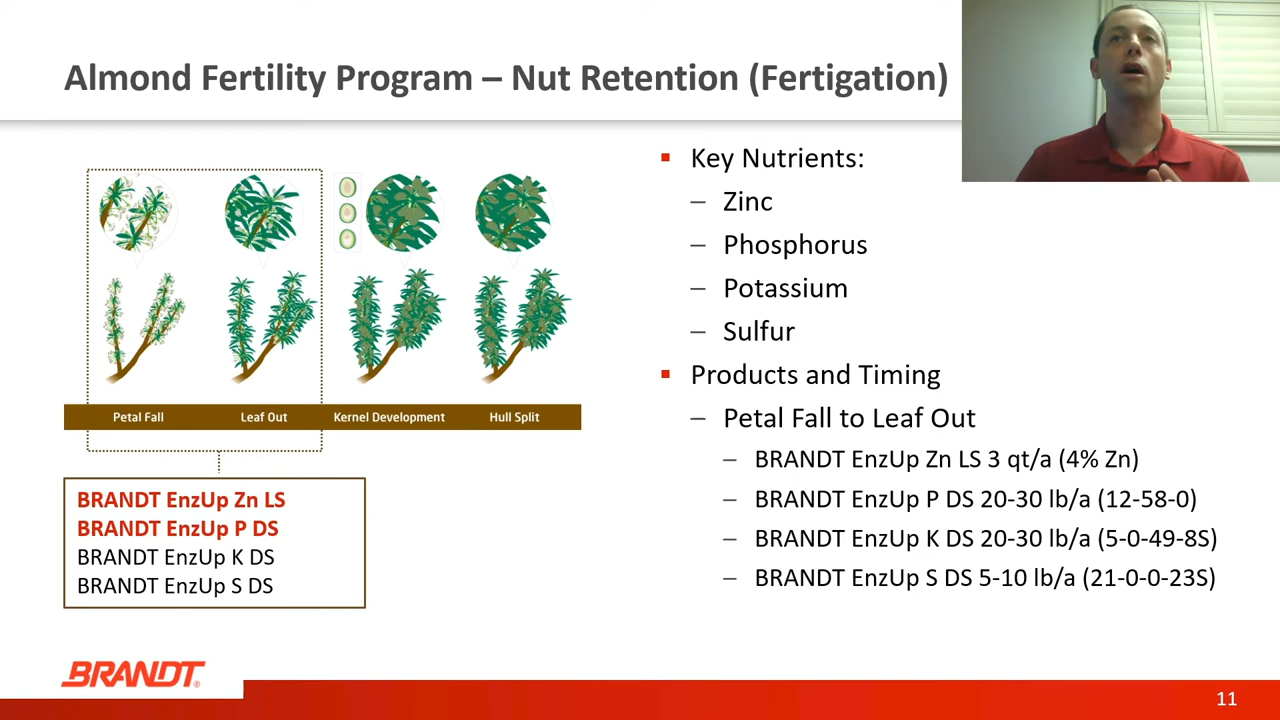 Almond Fertility Program – Nut Retention (Fertigation)
Petal Fall
Leaf Out
Kernel Development
Hull Split
BRANDT EnzUp Zn LS
BRANDT EnzUp P DS
BRANDT EnzUp K DS
BRANDT EnzUp S DS
Key Nutrients:
– Zinc
– Phosphorus
– Potassium
– Sulfur
Products and Timing
– Petal Fall to Leaf Out
– BRANDT EnzUp Zn LS 3 qt/a (4% Zn)
– BRANDT EnzUp P DS 20-30 lb/a (12-58-0)
– BRANDT EnzUp K DS 20-30 lb/a (5-0-49-8S)
– BRANDT EnzUp S DS 5-10 lb/a (21-0-0-23S)
BRANDT®
11